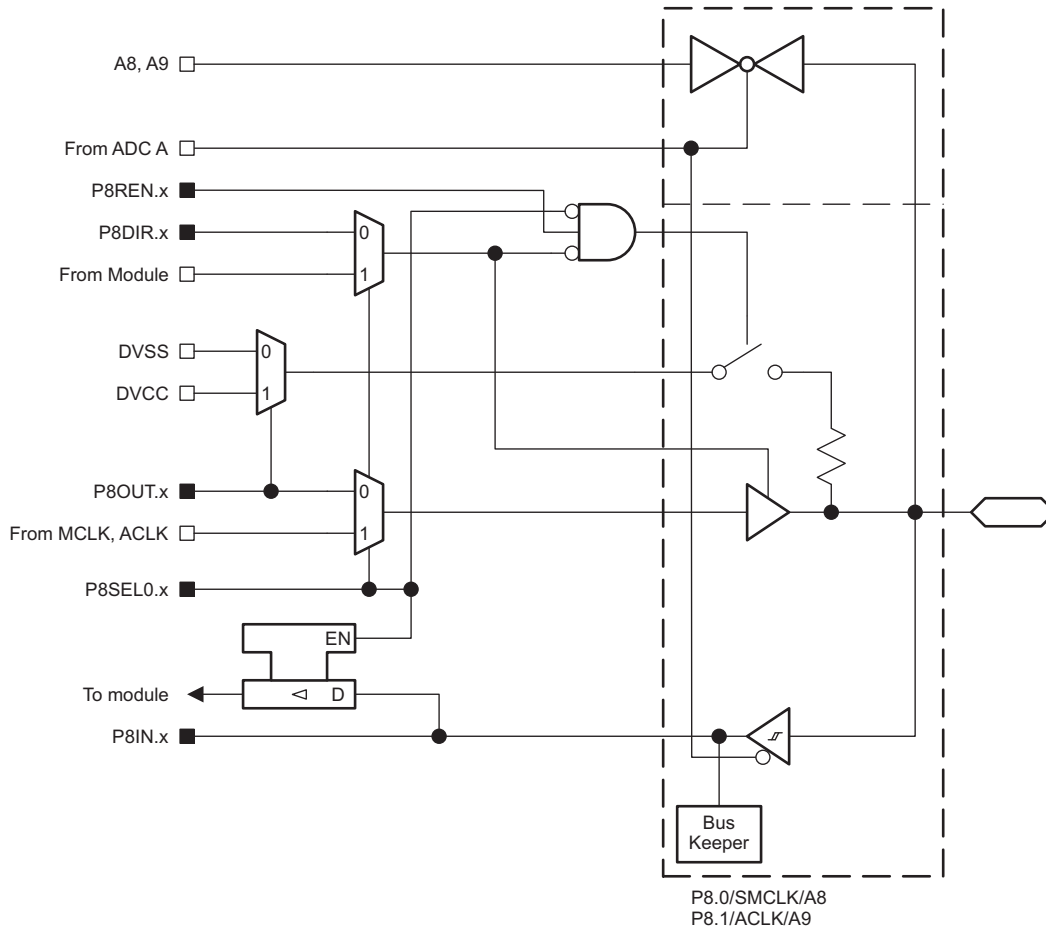 A8, A9
From ADC A
P8REN.x
P8DIR.x
0
From Module
1
DVSS
0
DVCC
1
P8OUT.x
0
From MCLK, ACLK
1
P8SEL0.x
EN
To module
D
P8IN.x
Bus
Keeper
P8.0/SMCLK/A8
P8.1/ACLK/A9